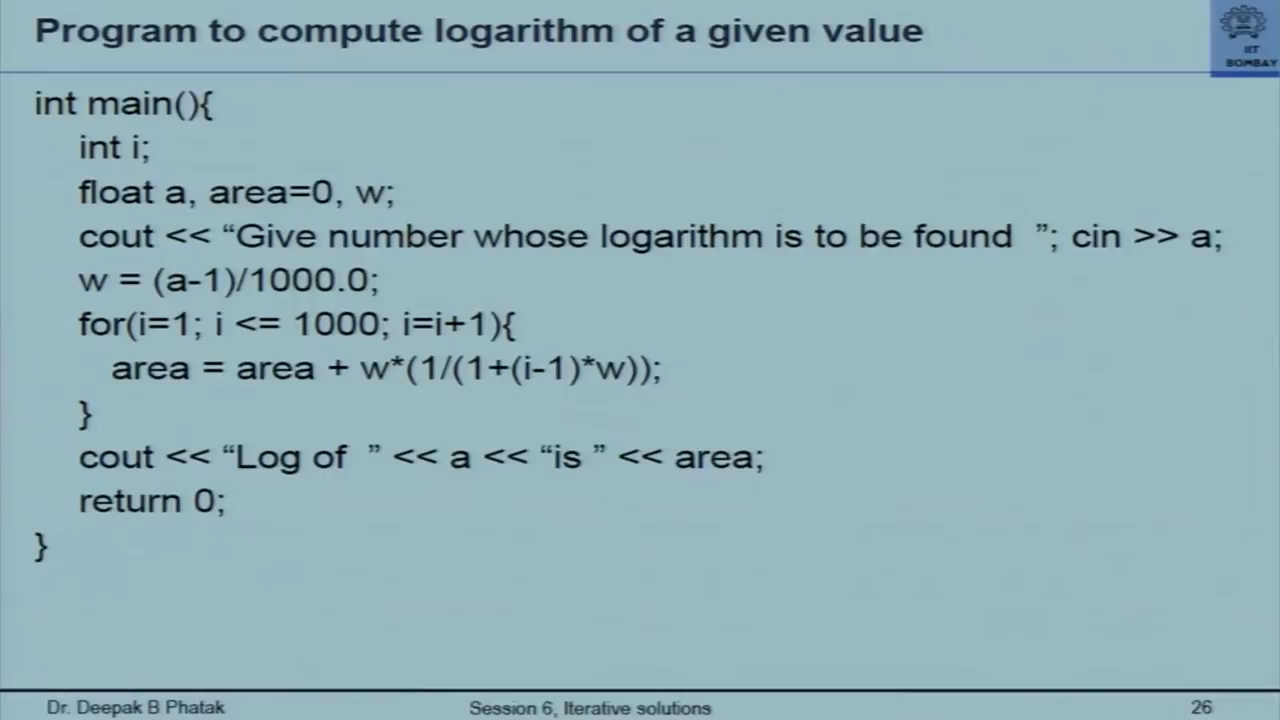 Program to compute logarithm of a given value
IIT
BOMBAY
int main(){
int i;
float a, area=0, w;
cout << “Give number whose logarithm is to be found  ”; cin >> a;
w = (a-1)/1000.0;
for(i=1; i <= 1000; i=i+1){
area = area + w*(1/(1+(i-1)*w));
}
cout << “Log of  ” << a << “is ” << area;
return 0;
}
Dr. Deepak B Phatak Session 6, Iterative solutions 26